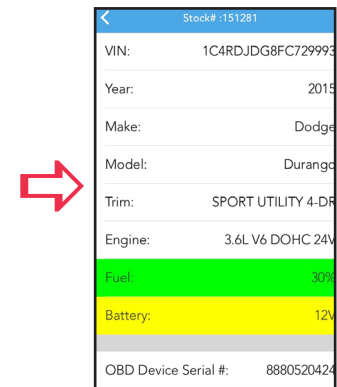 Stock# :151281
VIN: 1C4RDJDG8FC729993
Year: 2015
Make: Dodge
Model: Durango
Trim: SPORT UTILITY 4-DR
Engine: 3.6L V6 DOHC 24V
Fuel: 30%
Battery: 12V
OBD Device Serial #: 8880520424